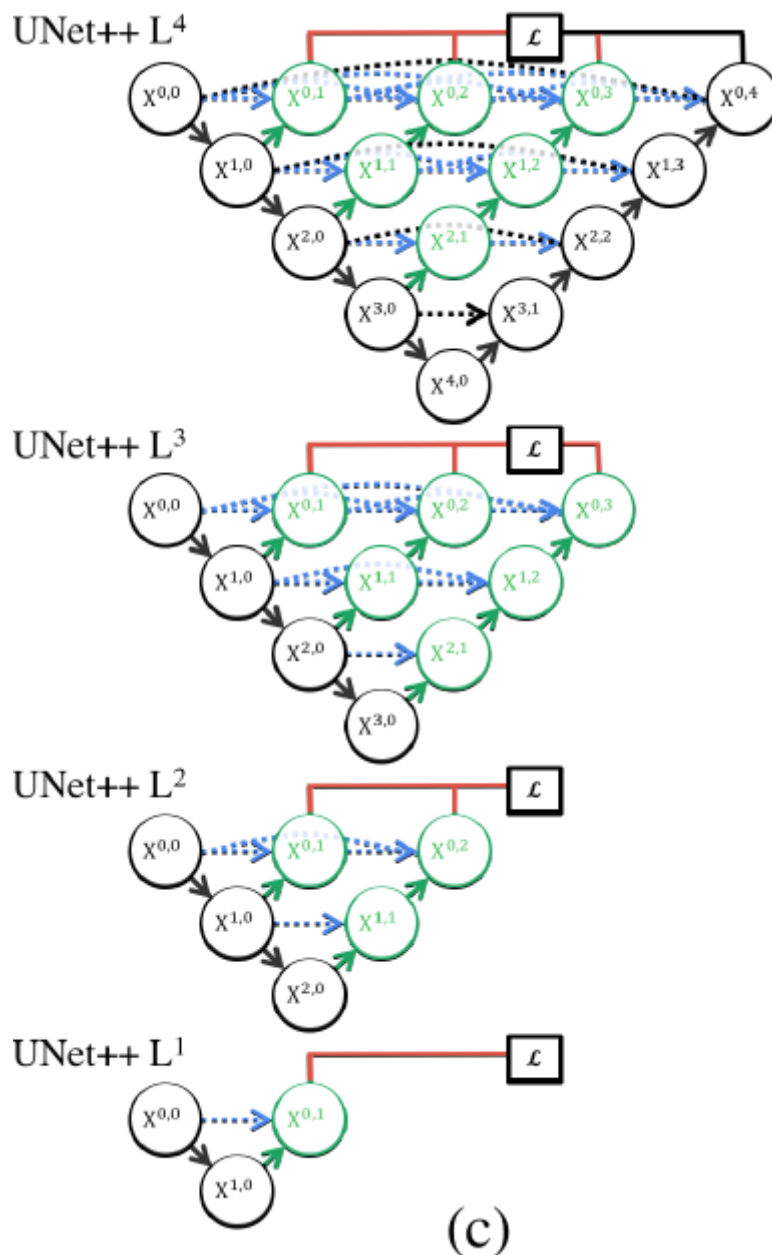 UNet++ L⁴
ℒ
X⁰,⁰ X⁰,¹ X⁰,² X⁰,³ X⁰,⁴
X¹,⁰ X¹,¹ X¹,² X¹,³
X²,⁰ X²,¹ X²,²
X³,⁰ X³,¹
X⁴,⁰
UNet++ L³
ℒ
X⁰,⁰ X⁰,¹ X⁰,² X⁰,³
X¹,⁰ X¹,¹ X¹,²
X²,⁰ X²,¹
X³,⁰
UNet++ L²
ℒ
X⁰,⁰ X⁰,¹ X⁰,²
X¹,⁰ X¹,¹
X²,⁰
UNet++ L¹
ℒ
X⁰,⁰ X⁰,¹
X¹,⁰
(c)